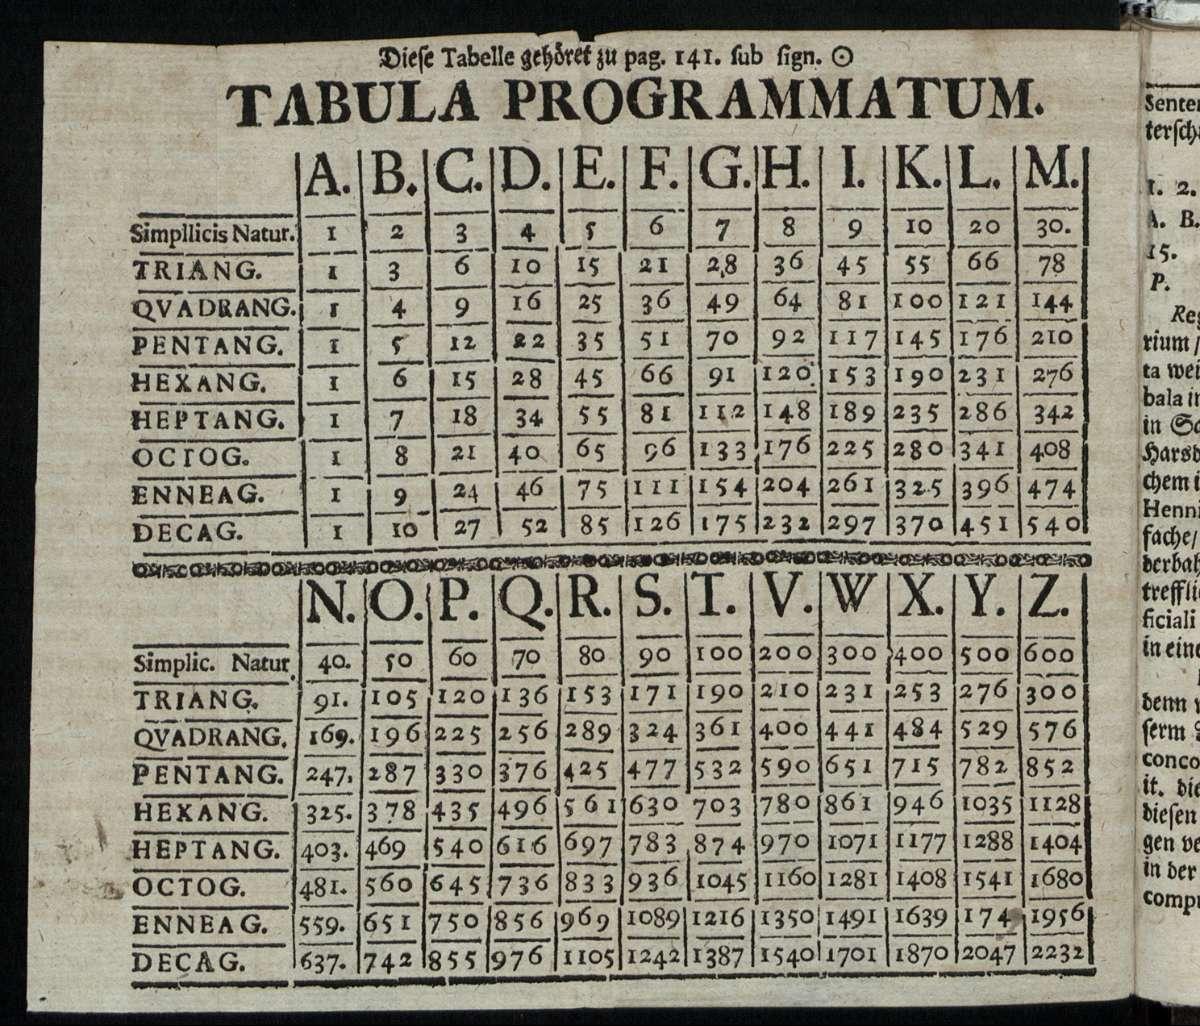 Diese Tabelle gehöret zu pag. 141. sub sign. ☉
TABULA PROGRAMMATUM.
A. B. C. D. E. F. G. H. I. K. L. M.
Simpllicis Natur. 1 2 3 4 5 6 7 8 9 10 20 30.
TRIANG. 1 3 6 10 15 21 28 36 45 55 66 78
QVADRANG. 1 4 9 16 25 36 49 64 81 100 121 144
PENTANG. 1 5 12 22 35 51 70 92 117 145 176 210
HEXANG. 1 6 15 28 45 66 91 120 153 190 231 276
HEPTANG. 1 7 18 34 55 81 112 148 189 235 286 342
OCTOG. 1 8 21 40 65 96 133 176 225 280 341 408
ENNEAG. 1 9 24 46 75 111 154 204 261 325 396 474
DECAG. 1 10 27 52 85 126 175 232 297 370 451 540
N. O. P. Q. R. S. T. V. W X. Y. Z.
Simplic. Natur 40. 50 60 70 80 90 100 200 300 400 500 600
TRIANG. 91. 105 120 136 153 171 190 210 231 253 276 300
QVADRANG. 169. 196 225 256 289 324 361 400 441 484 529 576
PENTANG. 247. 287 330 376 425 477 532 590 651 715 782 852
HEXANG. 325. 378 435 496 561 630 703 780 861 946 1035 1128
HEPTANG. 403. 469 540 616 697 783 874 970 1071 1177 1288 1404
OCTOG. 481. 560 645 736 833 936 1045 1160 1281 1408 1541 1680
ENNEAG. 559. 651 750 856 969 1089 1216 1350 1491 1639 174 1956
DECAG. 637. 742 855 976 1105 1242 1387 1540 1701 1870 2047 2232
Senten
tersch
1. 2.
A. B.
15.
P.
Reg
rium /
ta wei
bala in
in Sc
Harsd
chem i
Henni
fache /
derbah
trefflic
ficiali
in eine
denn v
serm
conco
it. die
diesen
gen ve
in der
compr